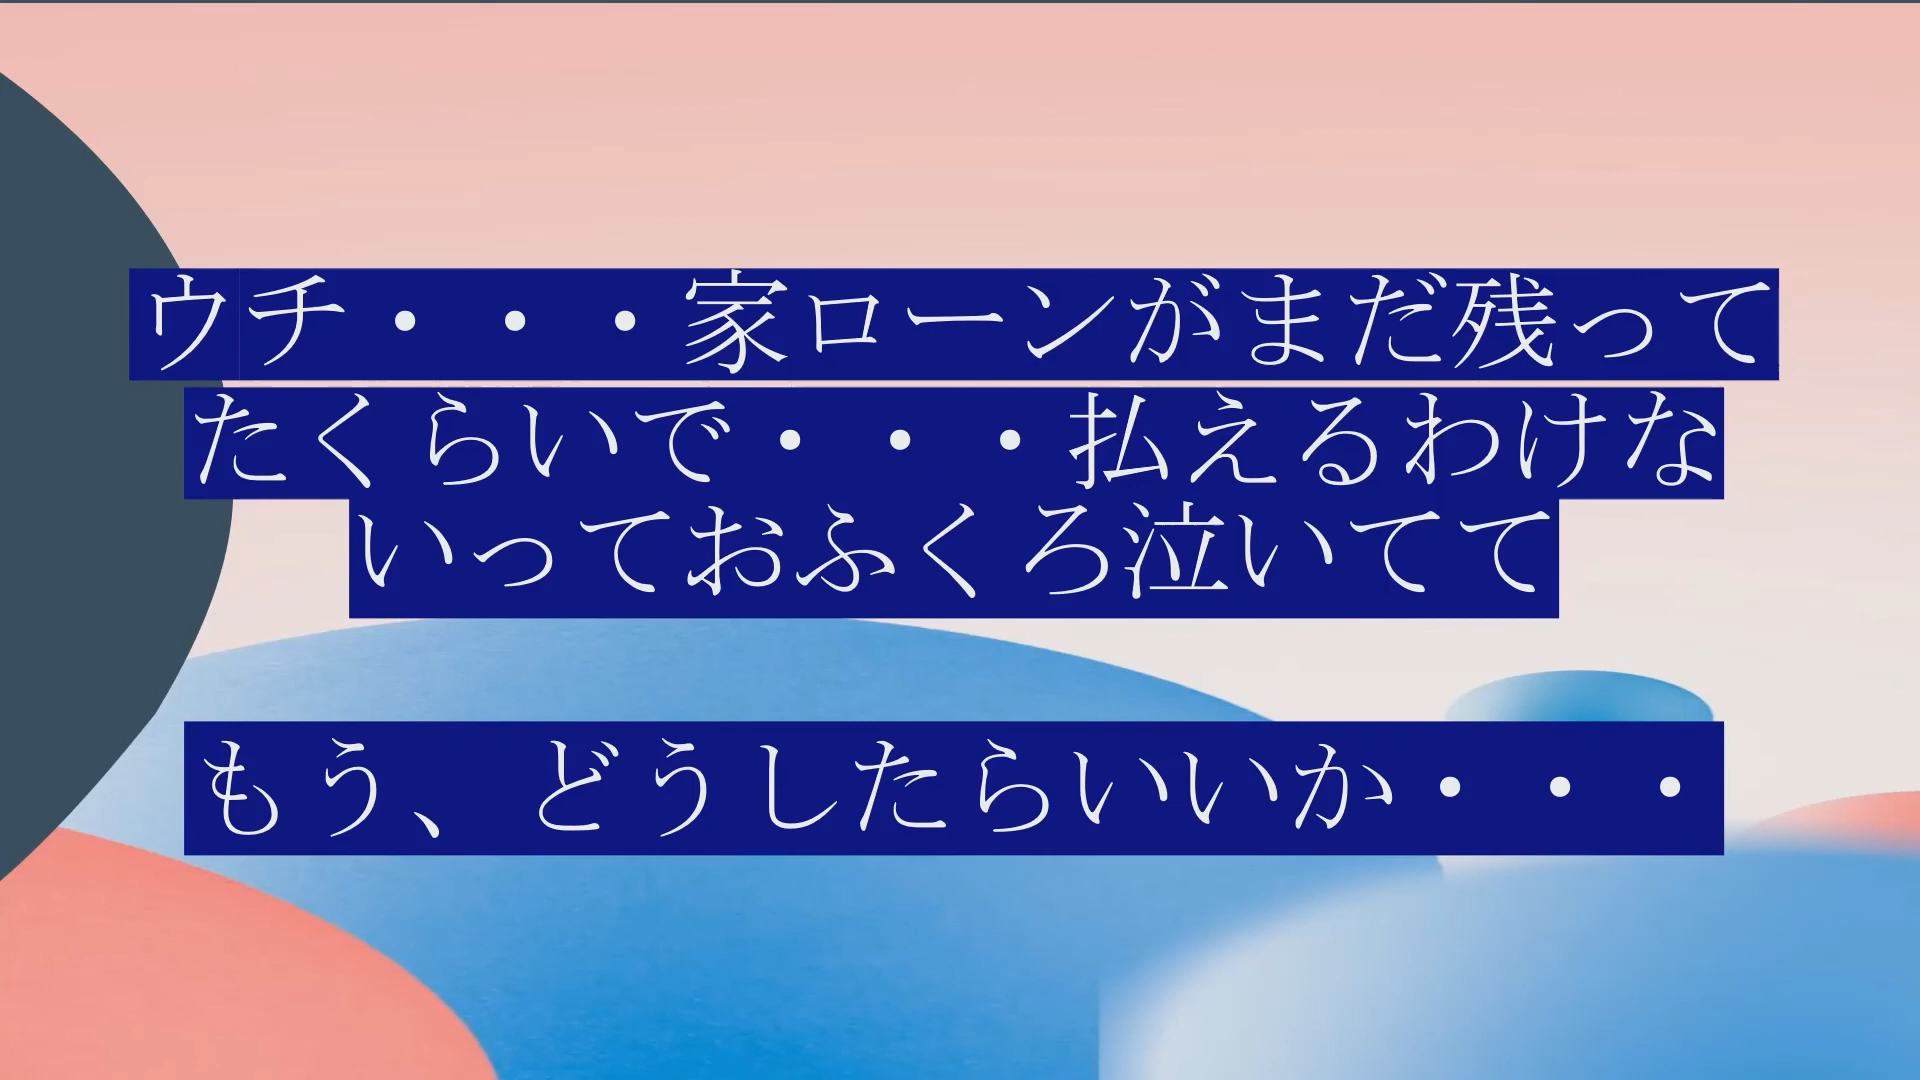 ウチ・・・家ローンがまだ残って
たくらいで・・・払えるわけな
いっておふくろ泣いてて
もう、どうしたらいいか・・・